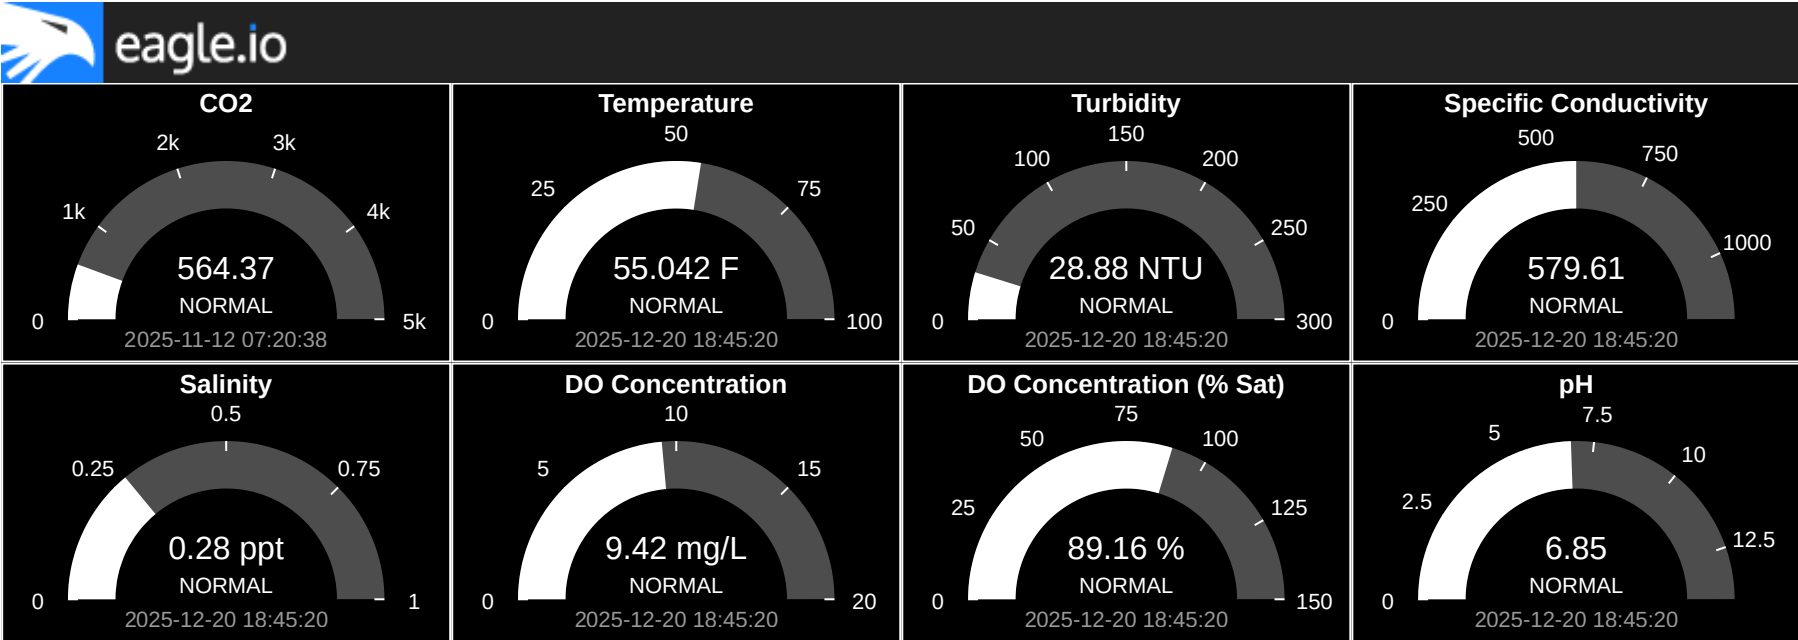 eagle.io
CO2
2k
3k
1k
4k
564.37
NORMAL
0
5k
2025-11-12 07:20:38
Temperature
50
25
75
55.042 F
NORMAL
0
100
2025-12-20 18:45:20
Turbidity
150
100
200
50
250
28.88 NTU
NORMAL
0
300
2025-12-20 18:45:20
Specific Conductivity
500
750
250
1000
579.61
NORMAL
0
2025-12-20 18:45:20
Salinity
0.5
0.25
0.75
0.28 ppt
NORMAL
0
1
2025-12-20 18:45:20
DO Concentration
10
5
15
9.42 mg/L
NORMAL
0
20
2025-12-20 18:45:20
DO Concentration (% Sat)
75
50
100
25
125
89.16 %
NORMAL
0
150
2025-12-20 18:45:20
pH
7.5
5
10
2.5
12.5
6.85
NORMAL
0
2025-12-20 18:45:20